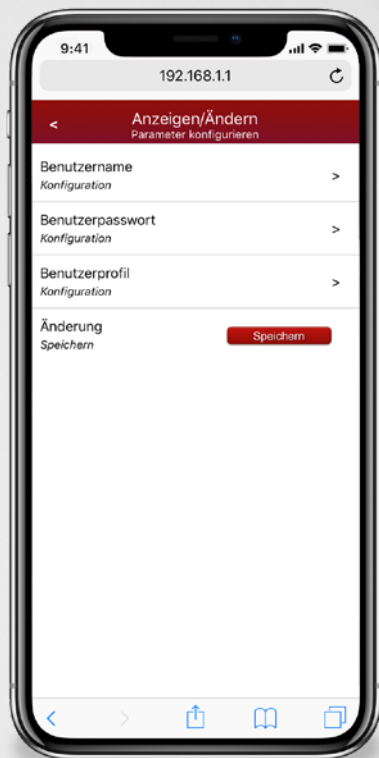 9:41
192.168.1.1
< Anzeigen/Ändern
Parameter konfigurieren
Benutzername
Konfiguration
>
Benutzerpasswort
Konfiguration
>
Benutzerprofil
Konfiguration
>
Änderung
Speichern
Speichern